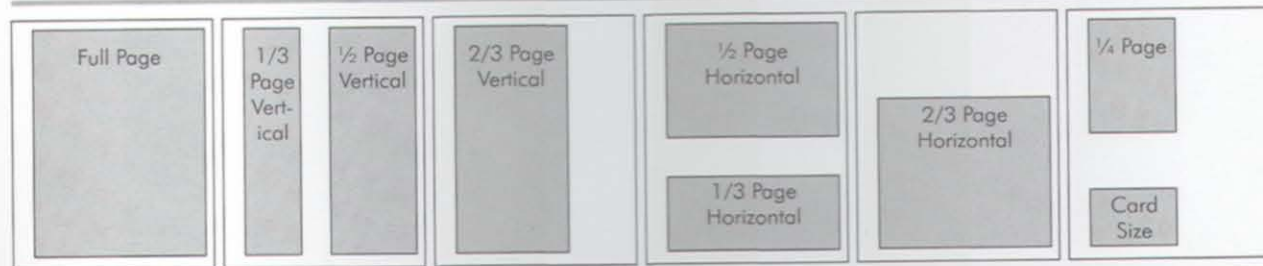 Full Page
1/3
Page
Vert-
ical
½ Page
Vertical
2/3 Page
Vertical
½ Page
Horizontal
1/3 Page
Horizontal
2/3 Page
Horizontal
¼ Page
Card
Size